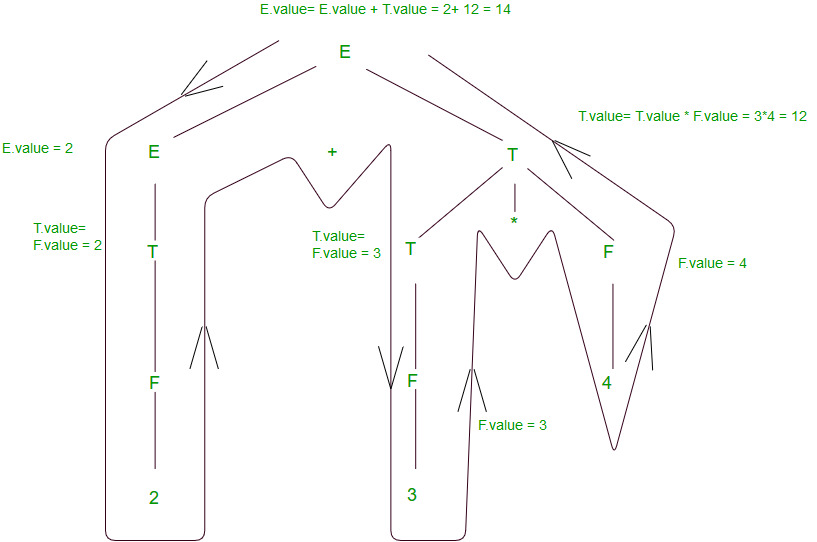 E.value= E.value + T.value = 2+ 12 = 14
E
T.value= T.value * F.value = 3*4 = 12
E.value = 2
E
+
T
*
T.value=
F.value = 2
T
T.value=
F.value = 3
T
F
F.value = 4
F
F
4
F.value = 3
2
3